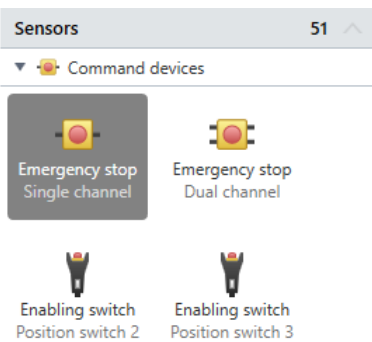 Sensors 51
Command devices
Emergency stop Emergency stop
Single channel Dual channel
Enabling switch Enabling switch
Position switch 2 Position switch 3